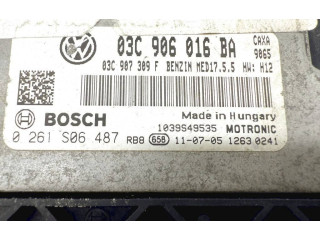 03C 906 016 BA
CAXA
9065
03C 907 309 F BENZIN MED17.5.5 HW: H12
BOSCH
Made in Hungary
1039S49535 MOTRONIC
0 261 S06 487 RBB 658 11-07-05 1263 0241